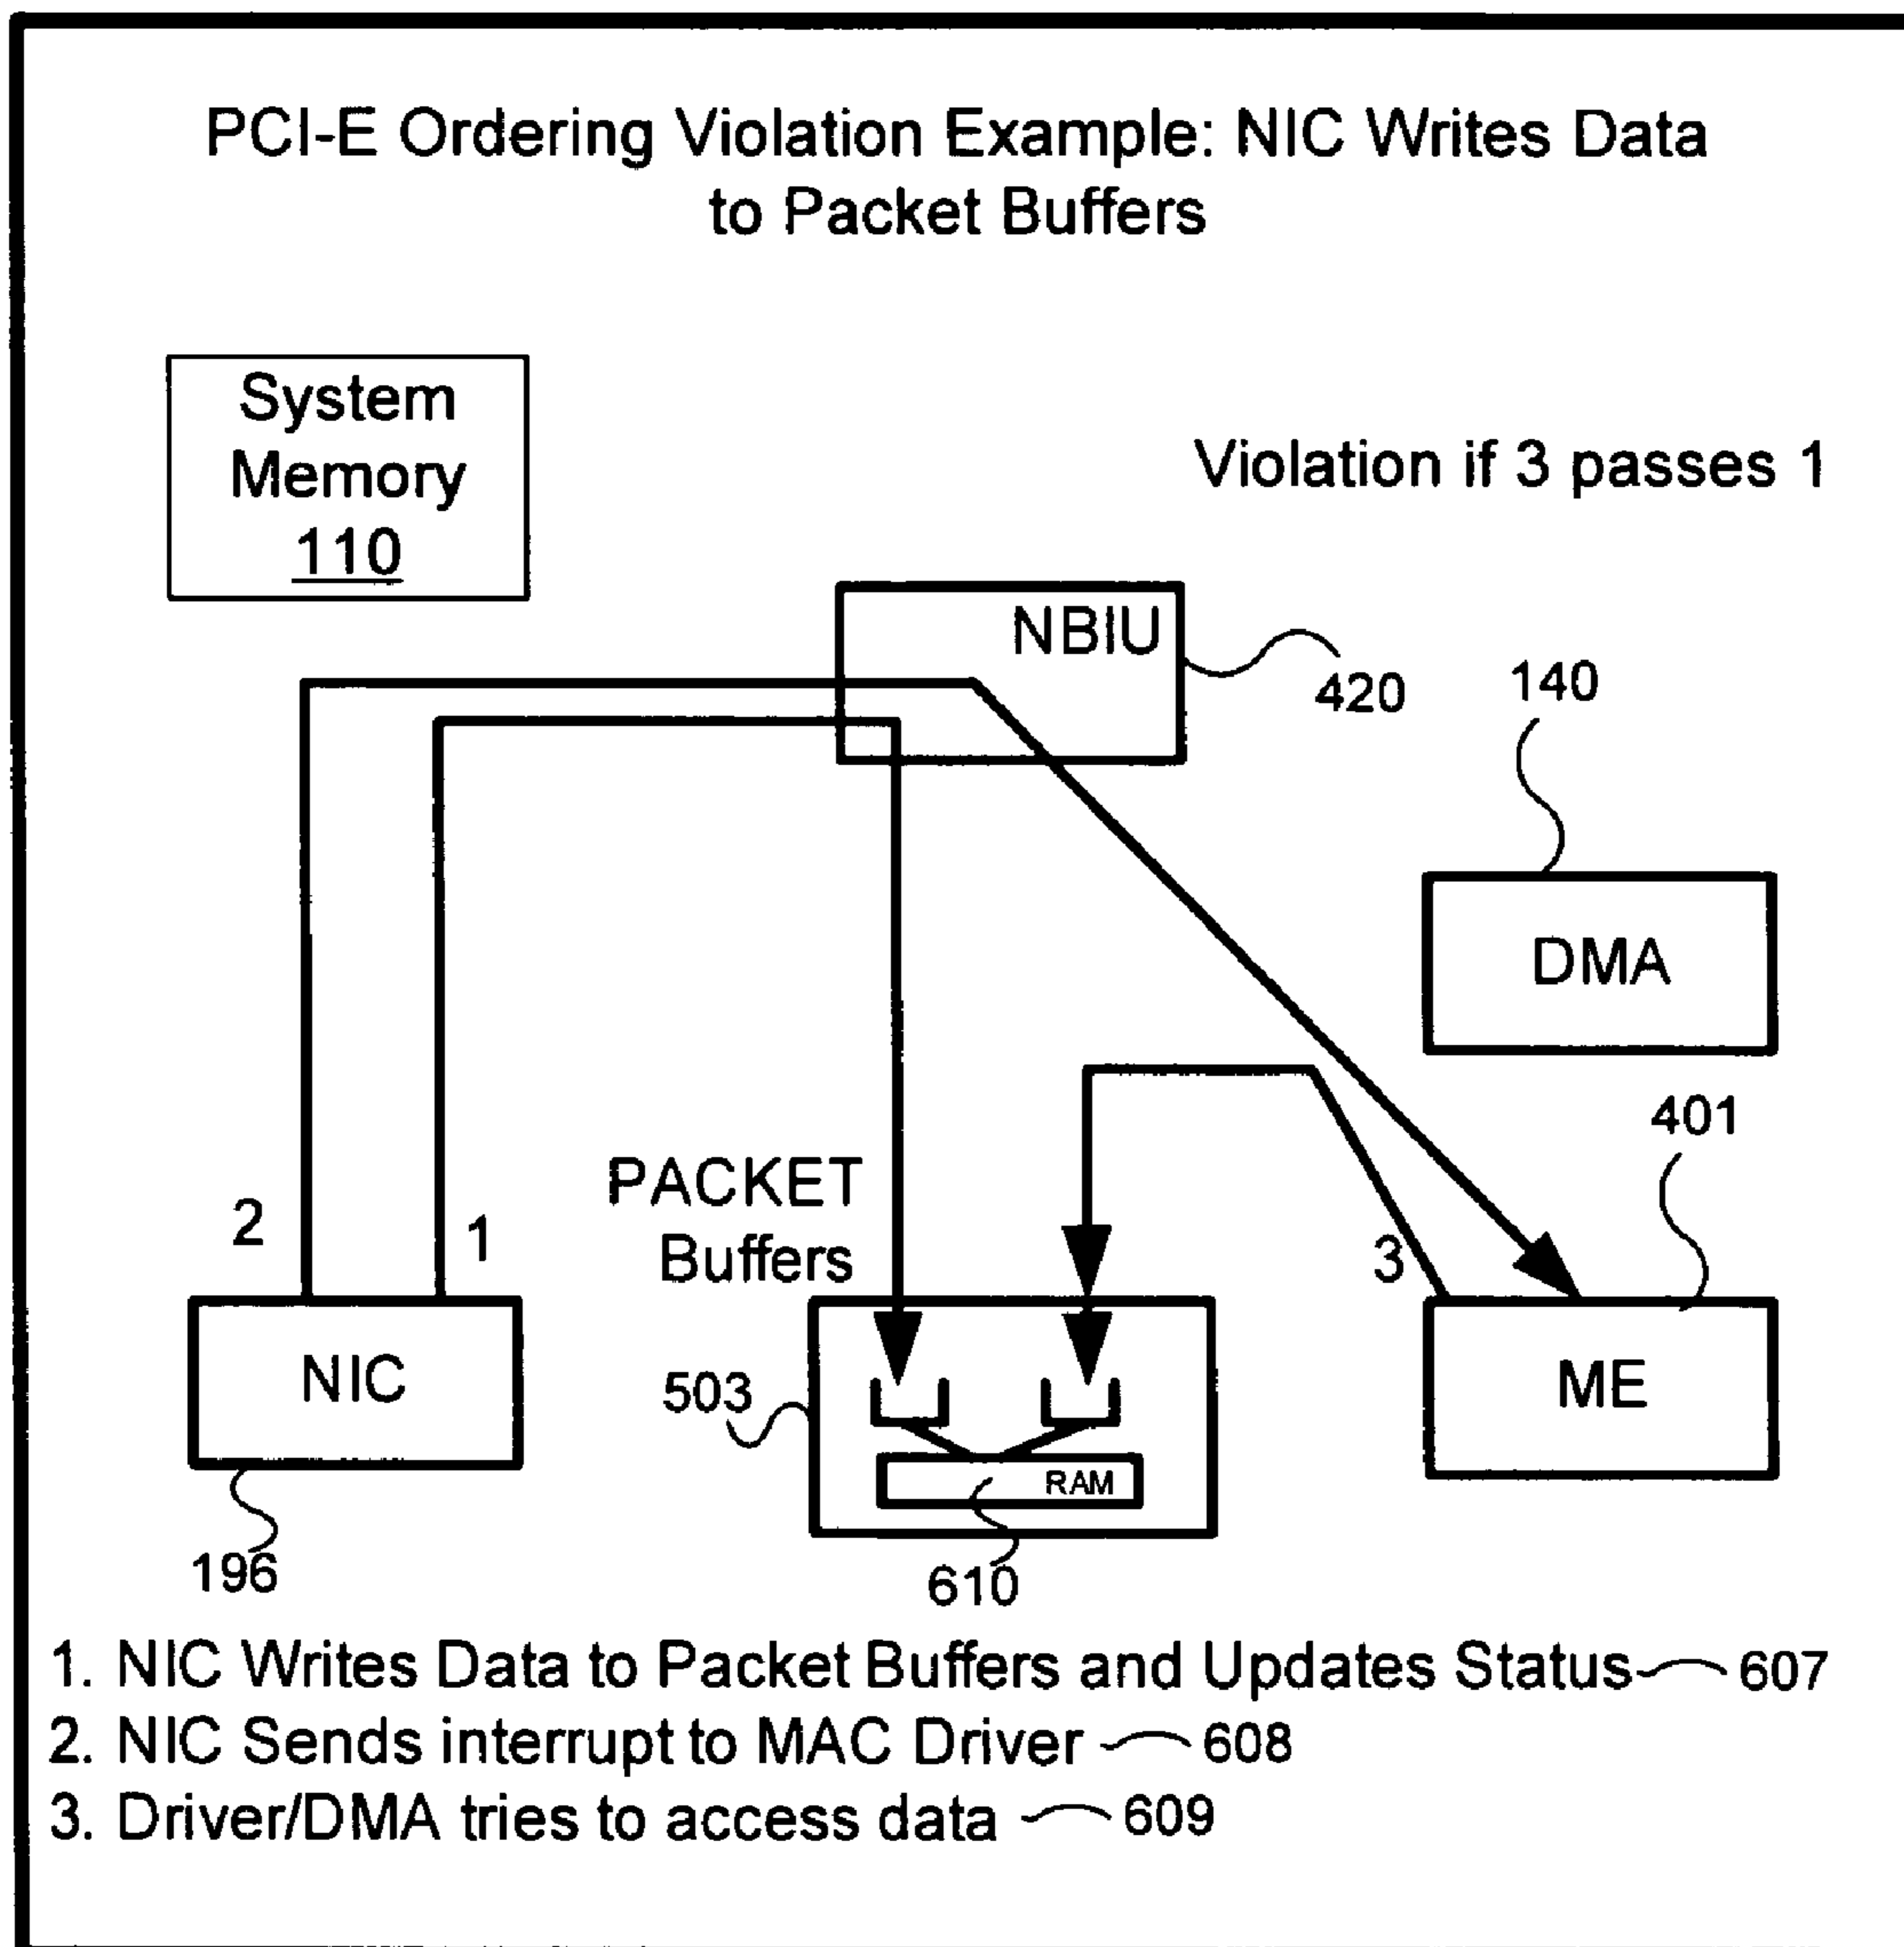 PCI-E Ordering Violation Example: NIC Writes Data
to Packet Buffers
System
Memory
110
Violation if 3 passes 1
NBIU
420
140
DMA
401
PACKET
Buffers
2
1
3
NIC
503
ME
RAM
196
610
1. NIC Writes Data to Packet Buffers and Updates Status 607
2. NIC Sends interrupt to MAC Driver 608
3. Driver/DMA tries to access data 609